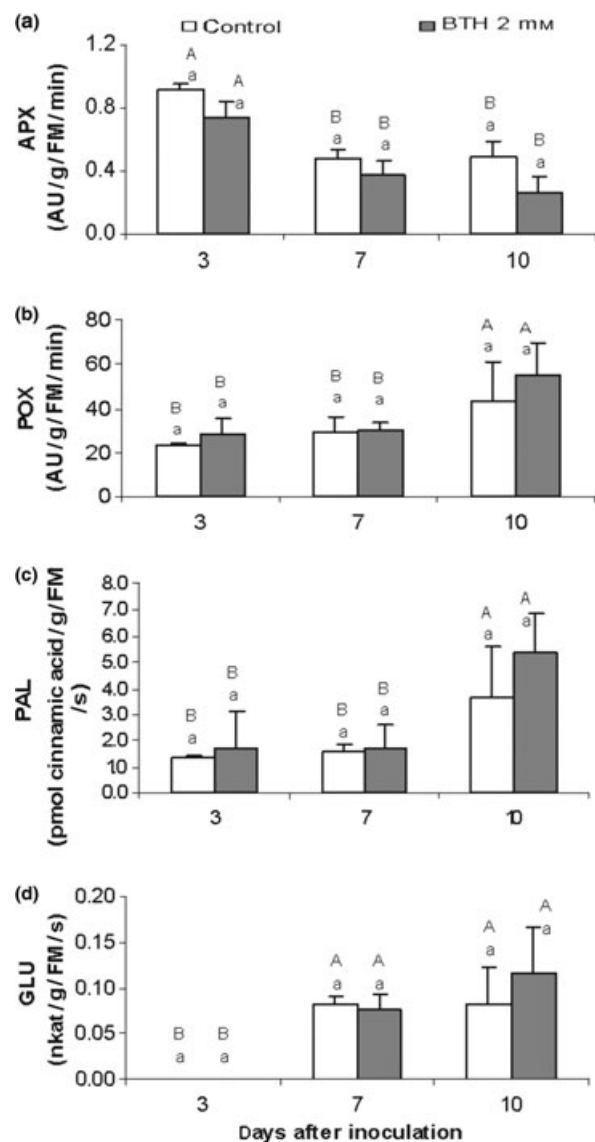 (a)
Control
BTH 2 mM
APX
(AU/g/FM/min)
1.2
0.8
0.4
0.0
A
a
A
a
B
a
B
a
B
a
B
a
3
7
10
(b)
POX
(AU/g/FM/min)
80
60
40
20
0
B
a
B
a
B
a
B
a
A
a
A
a
3
7
10
(c)
PAL
(pmol cinnamic acid/g/FM
/s)
8.0
7.0
6.0
5.0
4.0
3.0
2.0
10
0.0
B
a
B
a
B
a
B
a
A
a
A
a
3
7
10
(d)
GLU
(nkat/g/FM/s)
0.20
0.15
0.10
0.05
0.00
B
a
B
a
A
a
A
a
A
a
A
a
3
7
10
Days after inoculation